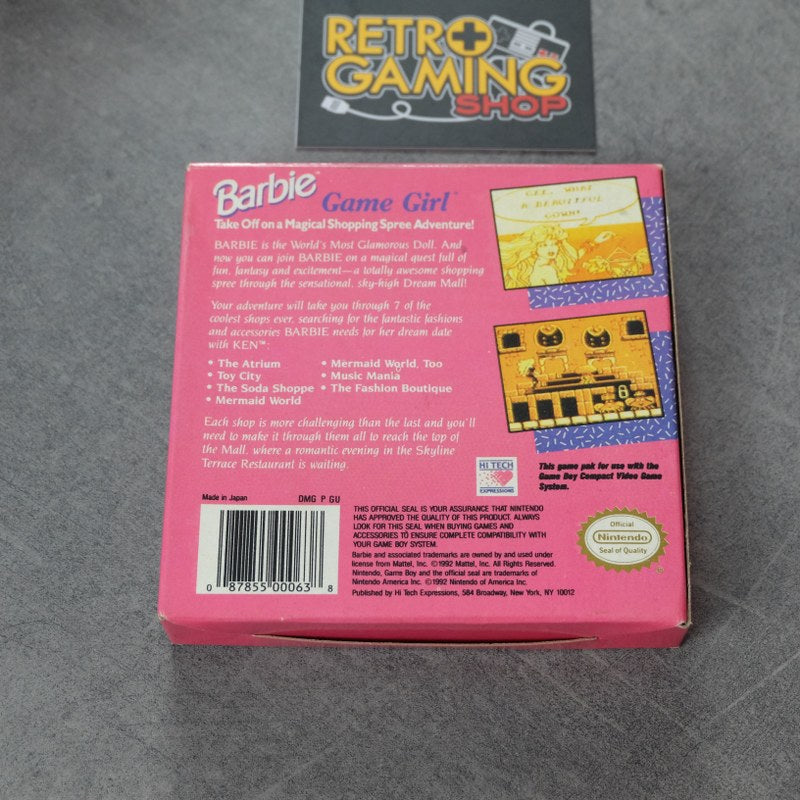 RETRO
GAMING
SHOP
Barbie™ Game Girl™
Take Off on a Magical Shopping Spree Adventure!
BARBIE is the World's Most Glamorous Doll. And
now you can join BARBIE on a magical quest full of
fun, fantasy and excitement—a totally awesome shopping
spree through the sensational, sky-high Dream Mall!
Your adventure will take you through 7 of the
coolest shops ever, searching for the fantastic fashions
and accessories BARBIE needs for her dream date
with KEN™:
• The Atrium
• Toy City
• The Soda Shoppe
• Mermaid World
• Mermaid World, Too
• Music Mania
• The Fashion Boutique
Each shop is more challenging than the last and you'll
need to make it through them all to reach the top of
the Mall, where a romantic evening in the Skyline
Terrace Restaurant is waiting.
GEE, WHAT
A BEAUTIFUL
GOWN!
8
HI TECH
EXPRESSIONS
This game pak for use with the
Game Boy Compact Video Game
System.
Made in Japan
DMG P GU
0 87855 00063 8
THIS OFFICIAL SEAL IS YOUR ASSURANCE THAT NINTENDO
HAS APPROVED THE QUALITY OF THIS PRODUCT. ALWAYS
LOOK FOR THIS SEAL WHEN BUYING GAMES AND
ACCESSORIES TO ENSURE COMPLETE COMPATIBILITY WITH
YOUR GAME BOY SYSTEM.
Barbie and associated trademarks are owned by and used under
license from Mattel, Inc. ©1992 Mattel, Inc. All Rights Reserved.
Nintendo, Game Boy and the official seal are trademarks of
Nintendo America Inc. ©1992 Nintendo of America Inc.
Published by Hi Tech Expressions, 584 Broadway, New York, NY 10012
Official
Nintendo
Seal of Quality